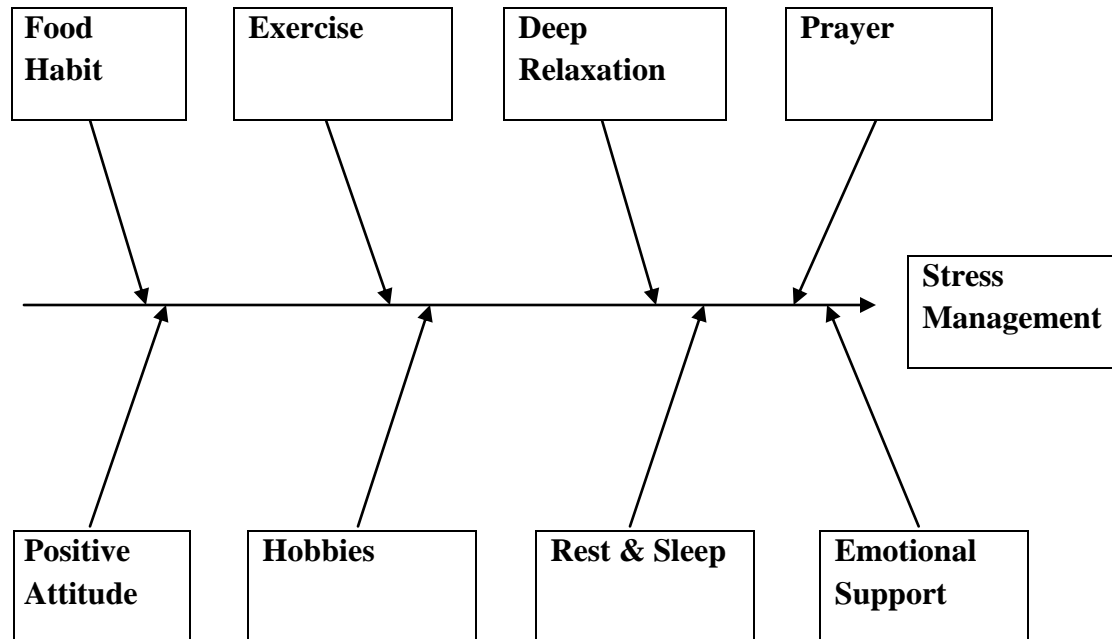 Food
Habit
Exercise
Deep
Relaxation
Prayer
Stress
Management
Positive
Attitude
Hobbies
Rest & Sleep
Emotional
Support